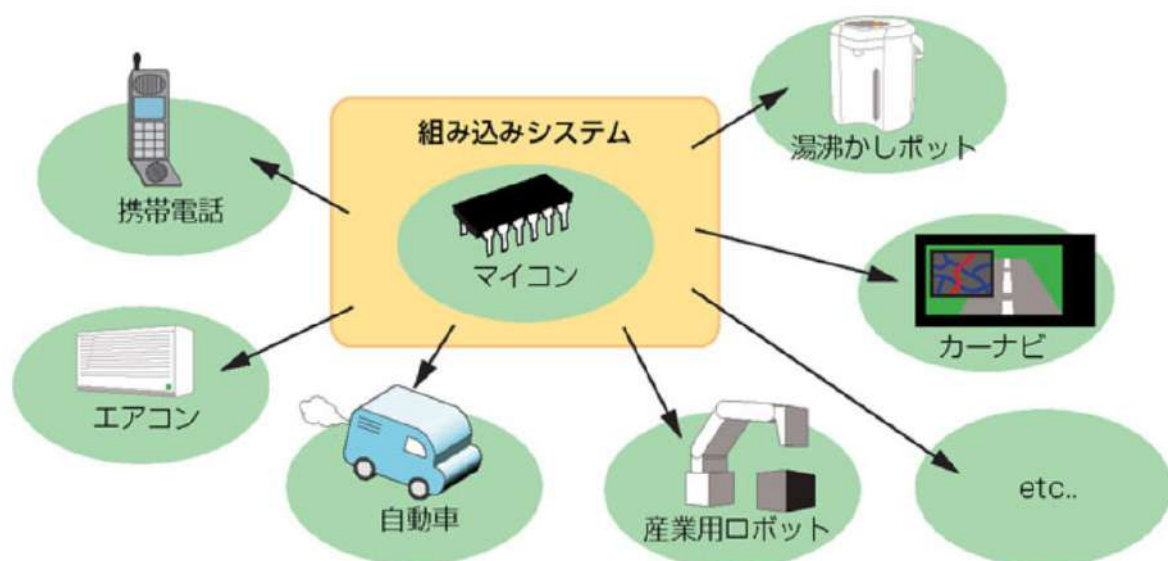 組み込みシステム
マイコン
携帯電話
湯沸かしポット
エアコン
カーナビ
自動車
産業用ロボット
etc..